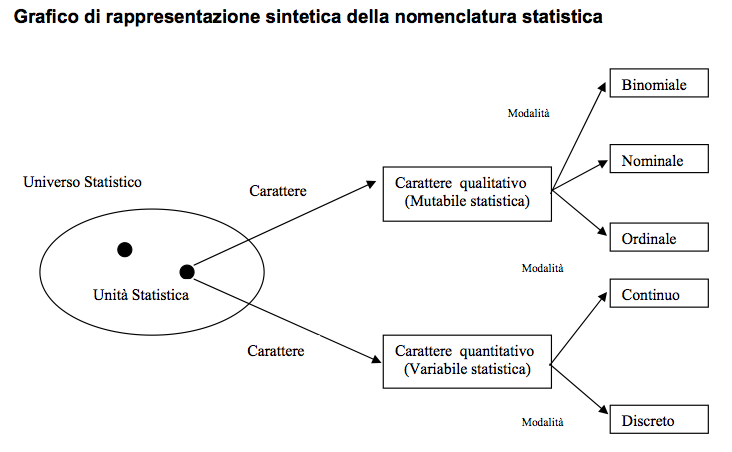 Grafico di rappresentazione sintetica della nomenclatura statistica
Binomiale
Modalità
Nominale
Universo Statistico
Carattere
Carattere qualitativo
(Mutabile statistica)
Ordinale
Modalità
Unità Statistica
Continuo
Carattere
Carattere quantitativo
(Variabile statistica)
Modalità
Discreto